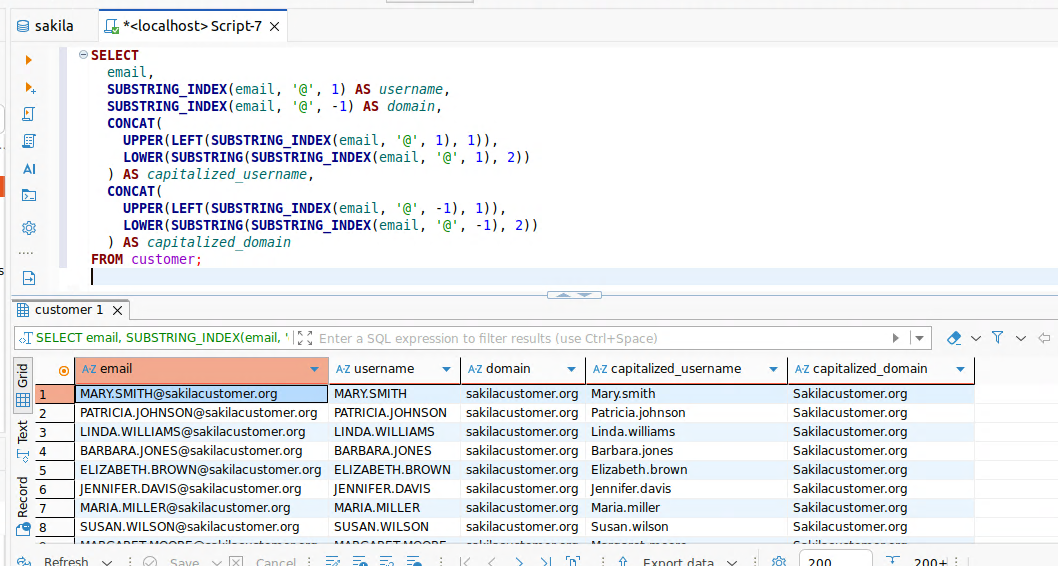 sakila
*<localhost> Script-7
SELECT
email,
SUBSTRING_INDEX(email, '@', 1) AS username,
SUBSTRING_INDEX(email, '@', -1) AS domain,
CONCAT(
UPPER(LEFT(SUBSTRING_INDEX(email, '@', 1), 1)),
LOWER(SUBSTRING(SUBSTRING_INDEX(email, '@', 1), 2))
) AS capitalized_username,
CONCAT(
UPPER(LEFT(SUBSTRING_INDEX(email, '@', -1), 1)),
LOWER(SUBSTRING(SUBSTRING_INDEX(email, '@', -1), 2))
) AS capitalized_domain
FROM customer;
AI
customer 1
SELECT email, SUBSTRING_INDEX(email, ' Enter a SQL expression to filter results (use Ctrl+Space)
Grid
Text
Record
A-Z email A-Z username A-Z domain A-Z capitalized_username A-Z capitalized_domain
1 MARY.SMITH@sakilacustomer.org MARY.SMITH sakilacustomer.org Mary.smith Sakilacustomer.org
2 PATRICIA.JOHNSON@sakilacustomer.org PATRICIA.JOHNSON sakilacustomer.org Patricia.johnson Sakilacustomer.org
3 LINDA.WILLIAMS@sakilacustomer.org LINDA.WILLIAMS sakilacustomer.org Linda.williams Sakilacustomer.org
4 BARBARA.JONES@sakilacustomer.org BARBARA.JONES sakilacustomer.org Barbara.jones Sakilacustomer.org
5 ELIZABETH.BROWN@sakilacustomer.org ELIZABETH.BROWN sakilacustomer.org Elizabeth.brown Sakilacustomer.org
6 JENNIFER.DAVIS@sakilacustomer.org JENNIFER.DAVIS sakilacustomer.org Jennifer.davis Sakilacustomer.org
7 MARIA.MILLER@sakilacustomer.org MARIA.MILLER sakilacustomer.org Maria.miller Sakilacustomer.org
8 SUSAN.WILSON@sakilacustomer.org SUSAN.WILSON sakilacustomer.org Susan.wilson Sakilacustomer.org
Refresh Save Cancel Export data 200 200+